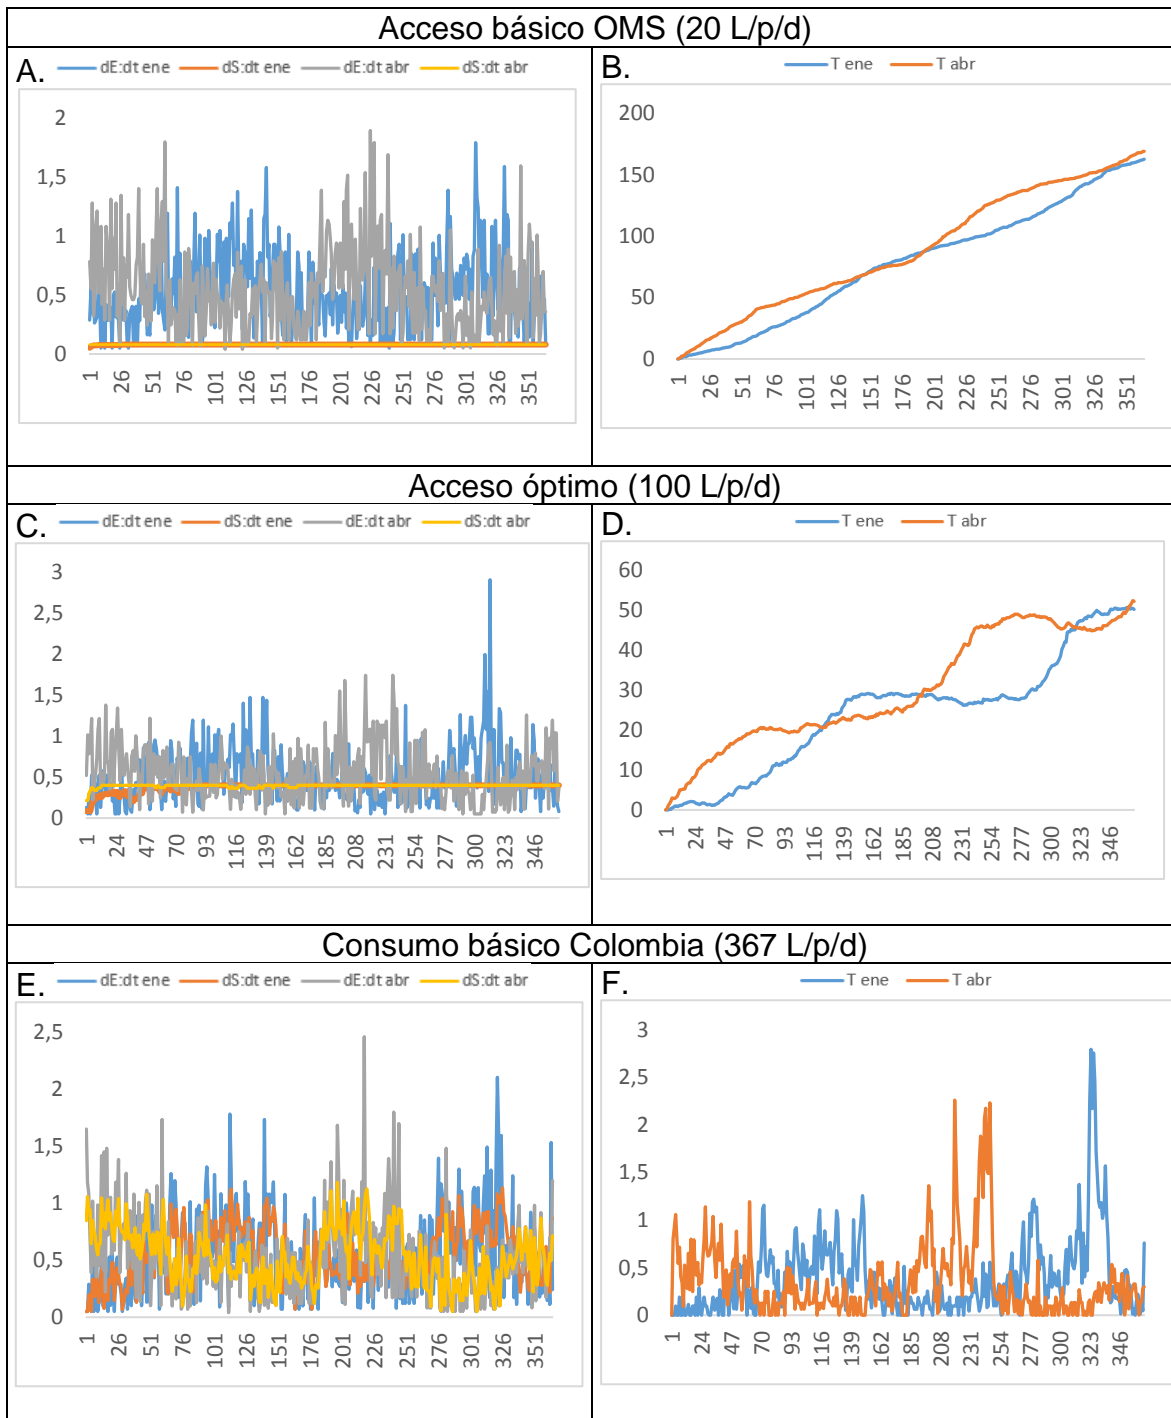 Acceso básico OMS (20 L/p/d)
A. dE:dt ene dS:dt ene dE:dt abr dS:dt abr
2
1,5
1
0,5
0
1 26 51 76 101 126 151 176 201 226 251 276 301 326 351
B. T ene T abr
200
150
100
50
0
1 26 51 76 101 126 151 176 201 226 251 276 301 326 351
Acceso óptimo (100 L/p/d)
C. dE:dt ene dS:dt ene dE:dt abr dS:dt abr
3
2,5
2
1,5
1
0,5
0
1 24 47 70 93 116 139 162 185 208 231 254 277 300 323 346
D. T ene T abr
60
50
40
30
20
10
0
1 24 47 70 93 116 139 162 185 208 231 254 277 300 323 346
Consumo básico Colombia (367 L/p/d)
E. dE:dt ene dS:dt ene dE:dt abr dS:dt abr
2,5
2
1,5
1
0,5
0
1 26 51 76 101 126 151 176 201 226 251 276 301 326 351
F. T ene T abr
3
2,5
2
1,5
1
0,5
0
1 24 47 70 93 116 139 162 185 208 231 254 277 300 323 346